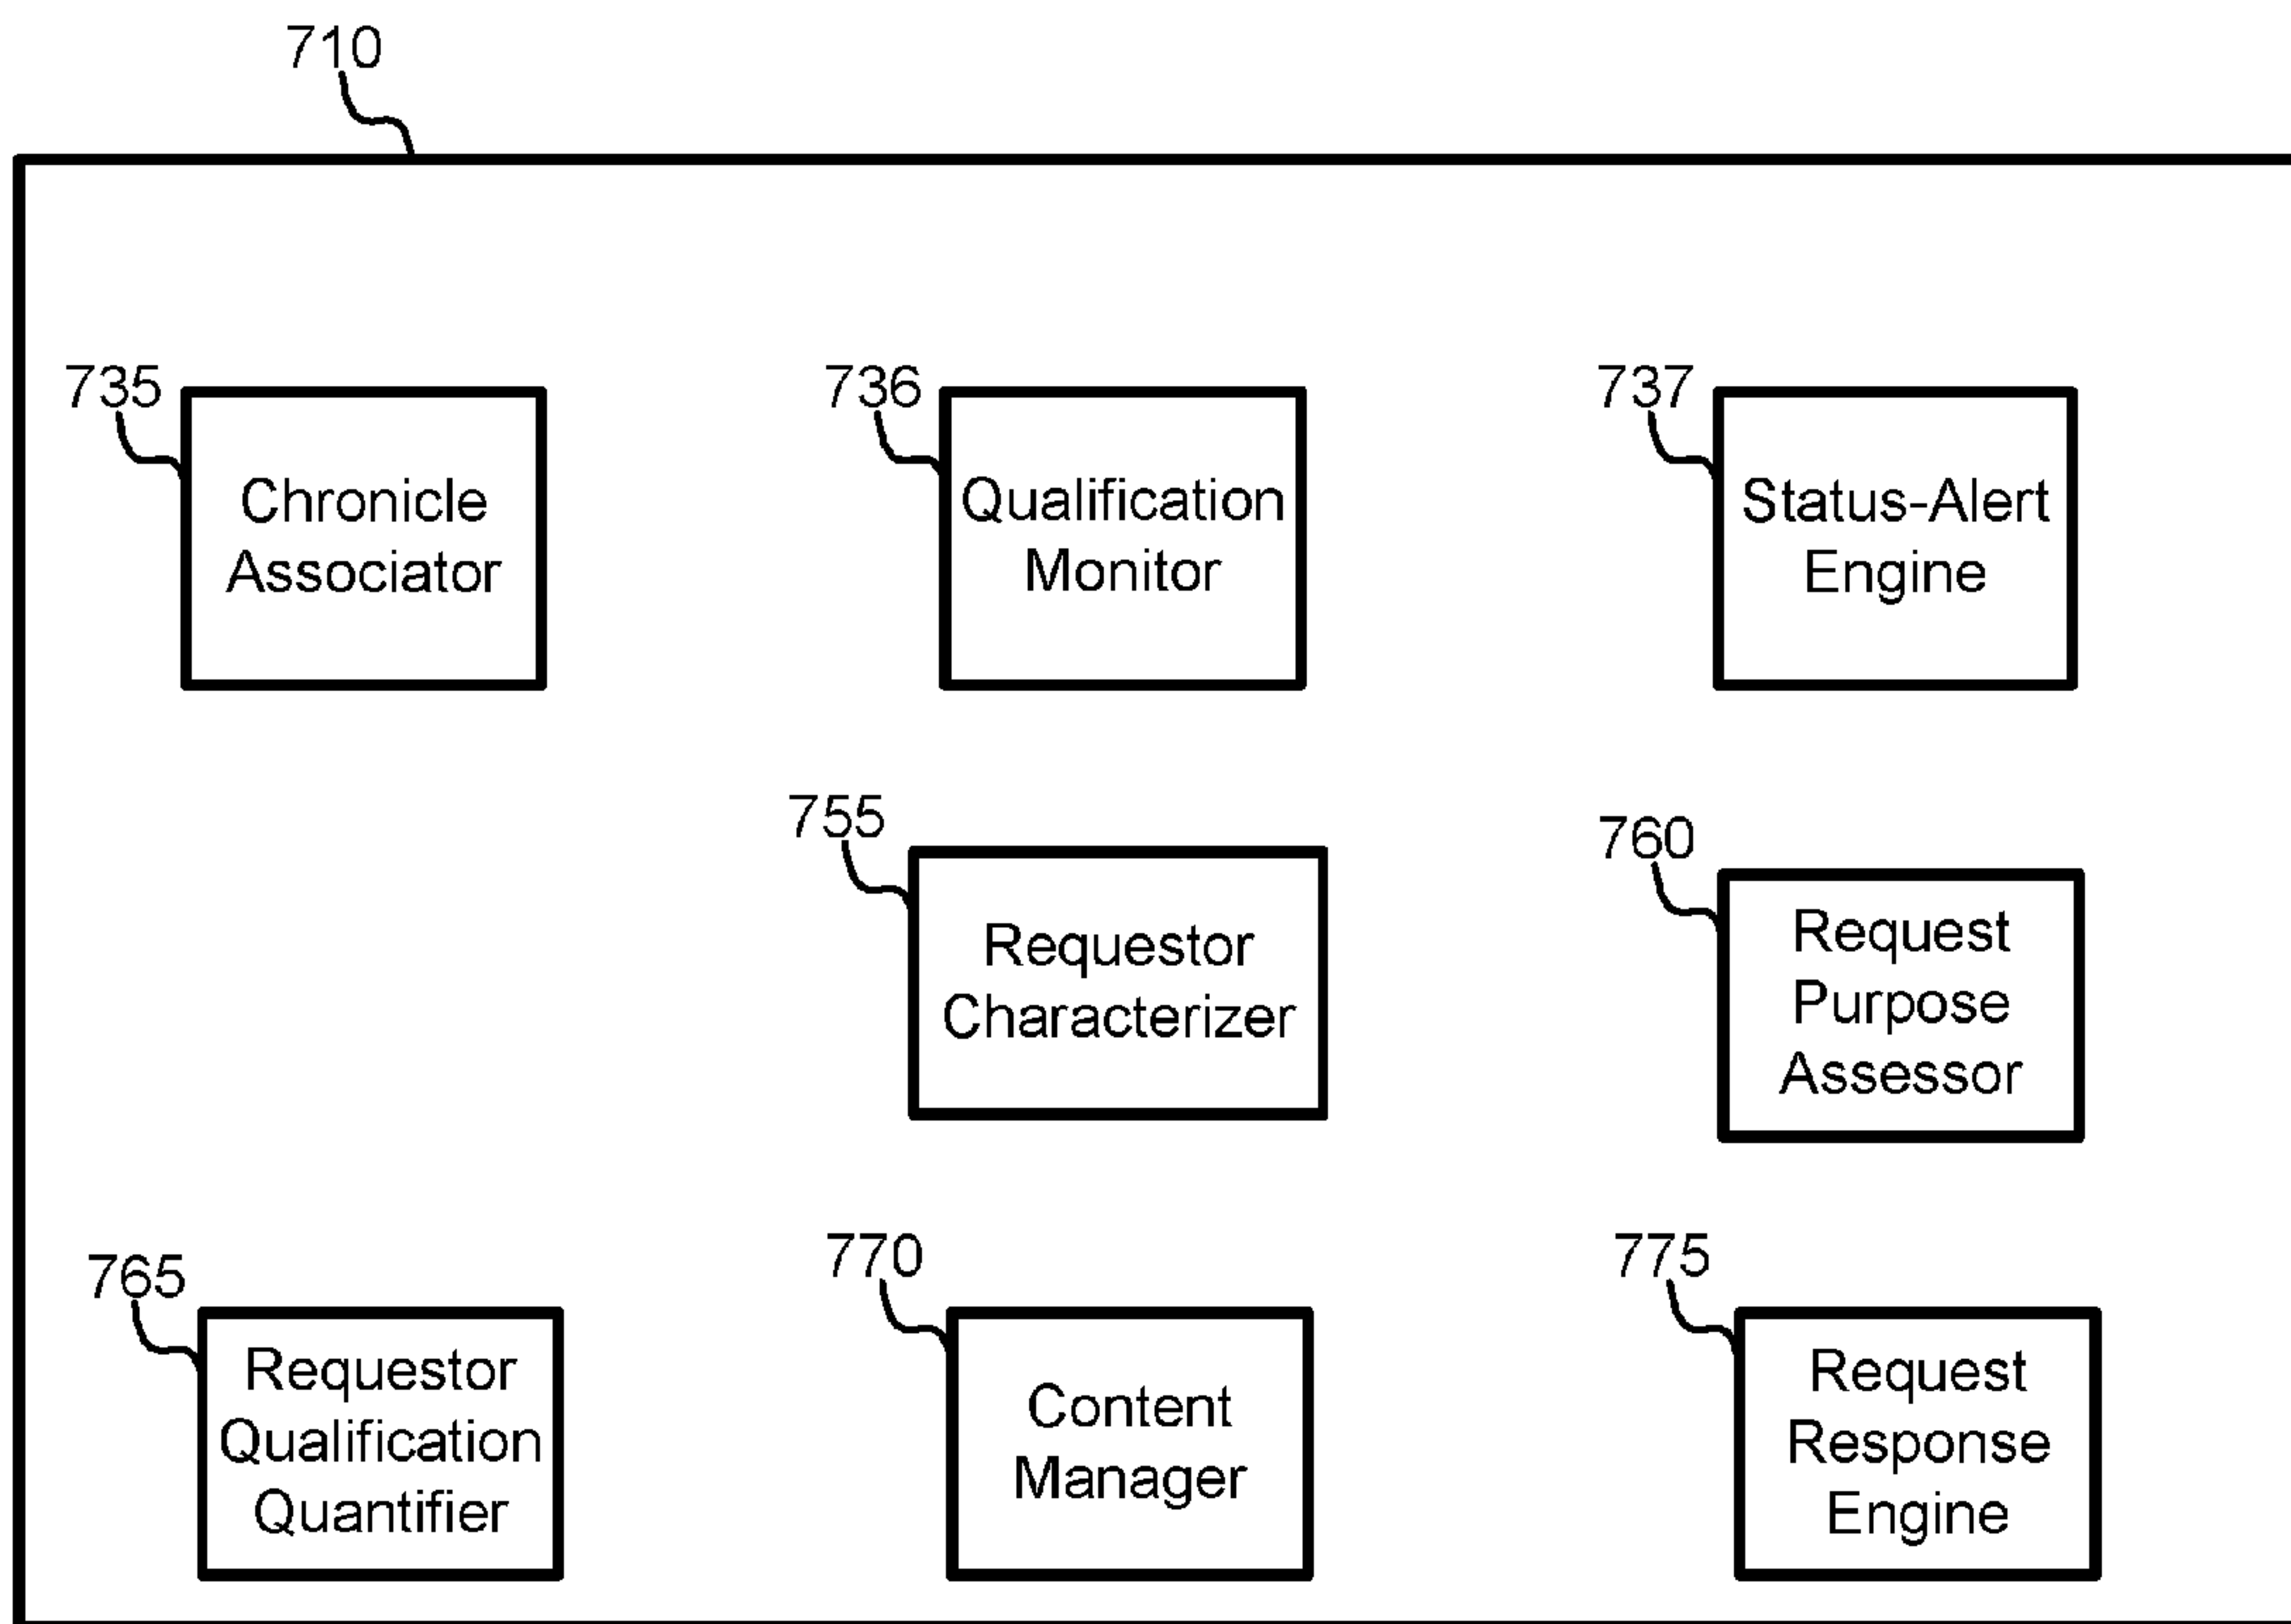 710
735
Chronicle
Associator
736
Qualification
Monitor
737
Status-Alert
Engine
755
Requestor
Characterizer
760
Request
Purpose
Assessor
765
Requestor
Qualification
Quantifier
770
Content
Manager
775
Request
Response
Engine